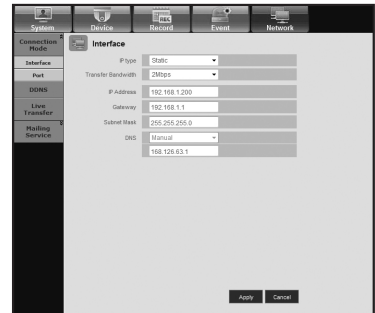 System Device Record Event Network
REC
Connection Mode
Interface
Port
DDNS
Live Transfer
Mailing Service
Interface
IP type Static
Transfer Bandwidth 2Mbps
IP Address 192.168.1.200
Gateway 192.168.1.1
Subnet Mask 255.255.255.0
DNS Manual
168.126.63.1
Apply Cancel